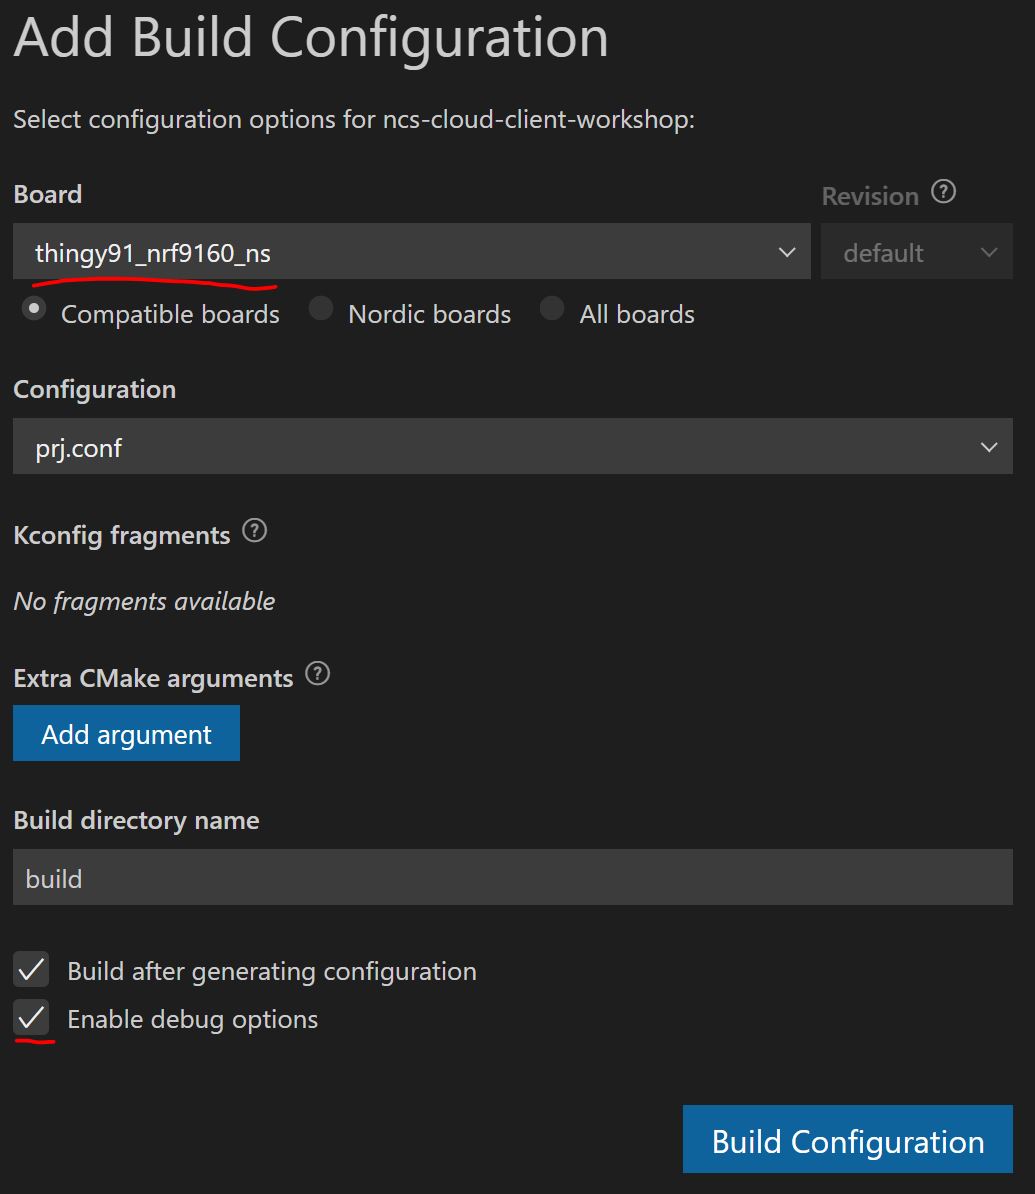 Add Build Configuration
Select configuration options for ncs-cloud-client-workshop:
Board
Revision ?
thingy91_nrf9160_ns
default
Compatible boards
Nordic boards
All boards
Configuration
prj.conf
Kconfig fragments ?
No fragments available
Extra CMake arguments ?
Add argument
Build directory name
build
Build after generating configuration
Enable debug options
Build Configuration